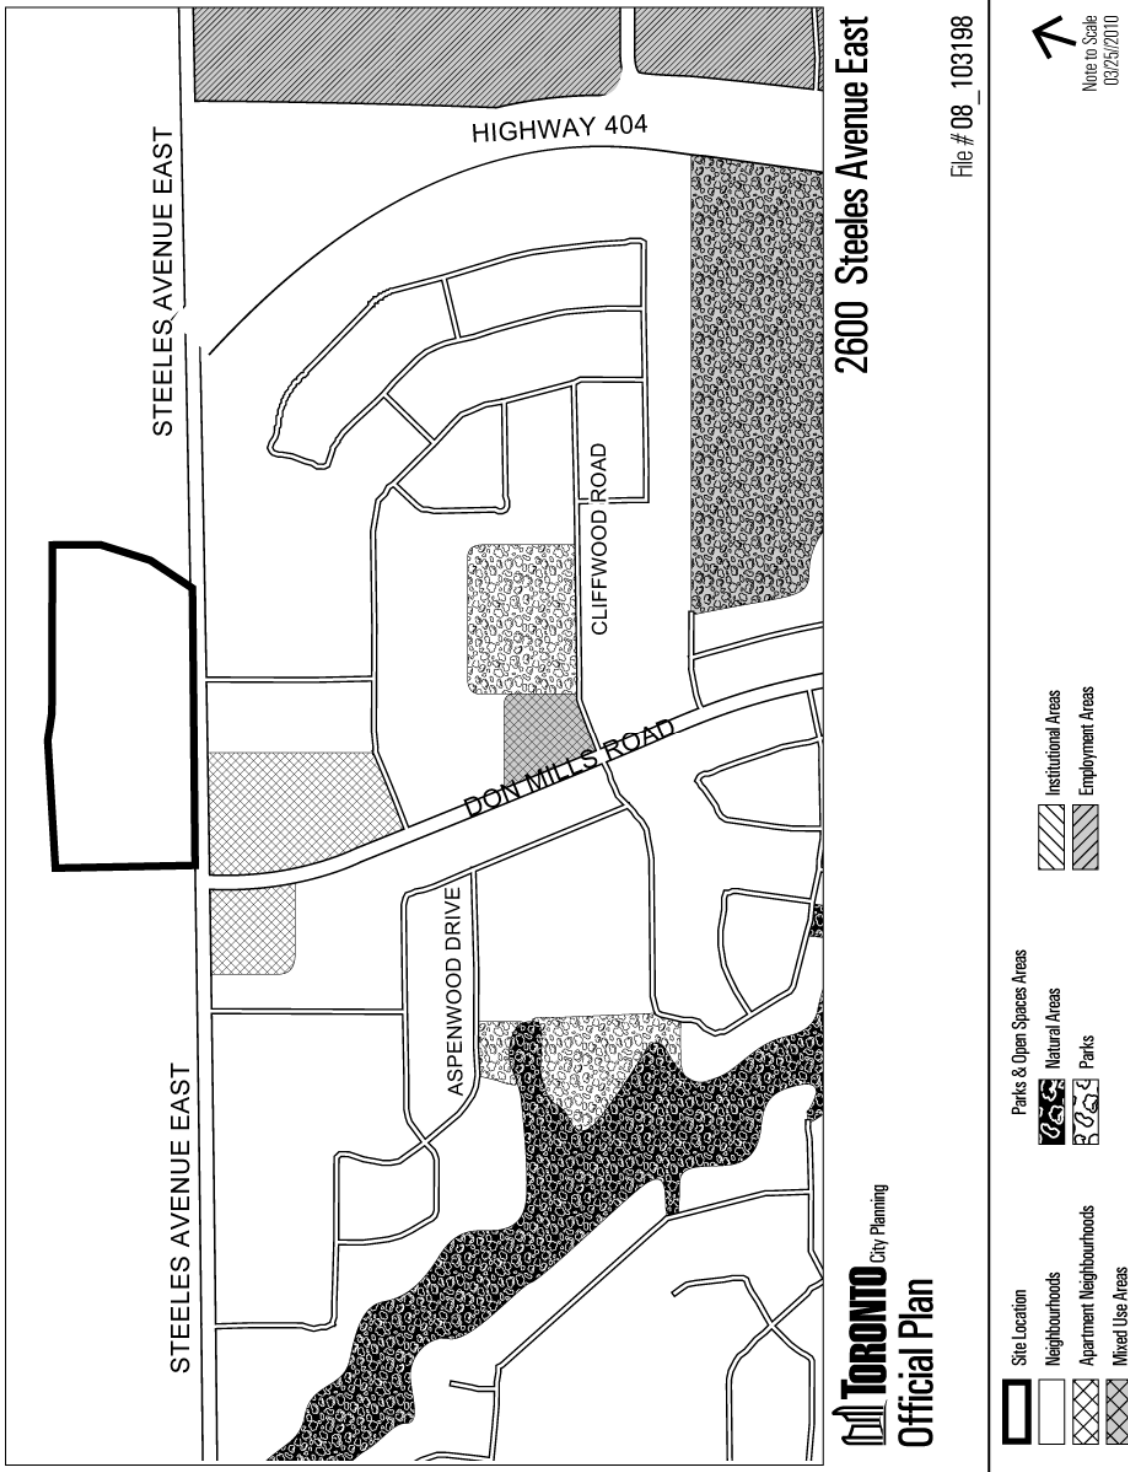 STEELES AVENUE EAST
STEELES AVENUE EAST
HIGHWAY 404
ASPENWOOD DRIVE
DON MILLS ROAD
CLIFFWOOD ROAD
TORONTO City Planning
Official Plan
2600 Steeles Avenue East
File # 08_103198
Site Location
Neighbourhoods
Apartment Neighbourhoods
Mixed Use Areas
Parks & Open Spaces Areas
Natural Areas
Parks
Institutional Areas
Employment Areas
Note to Scale
03/25/2010